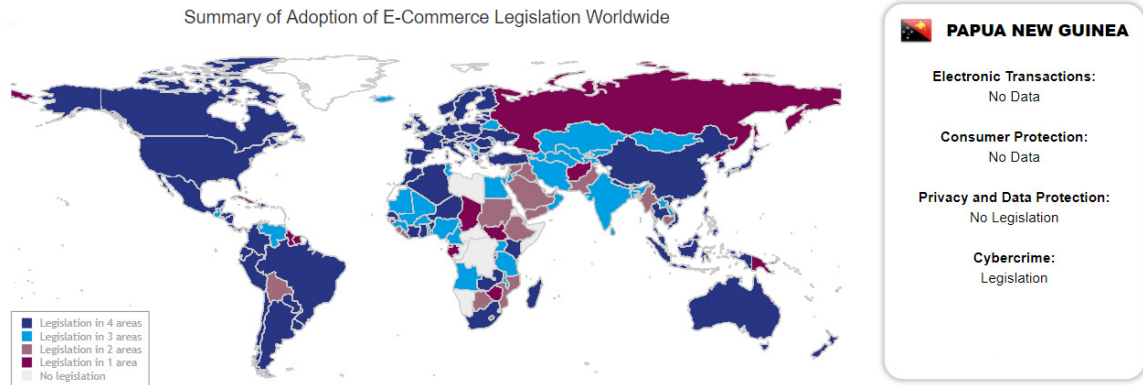 Summary of Adoption of E-Commerce Legislation Worldwide
Legislation in 4 areas
Legislation in 3 areas
Legislation in 2 areas
Legislation in 1 area
No legislation
PAPUA NEW GUINEA
Electronic Transactions:
No Data
Consumer Protection:
No Data
Privacy and Data Protection:
No Legislation
Cybercrime:
Legislation